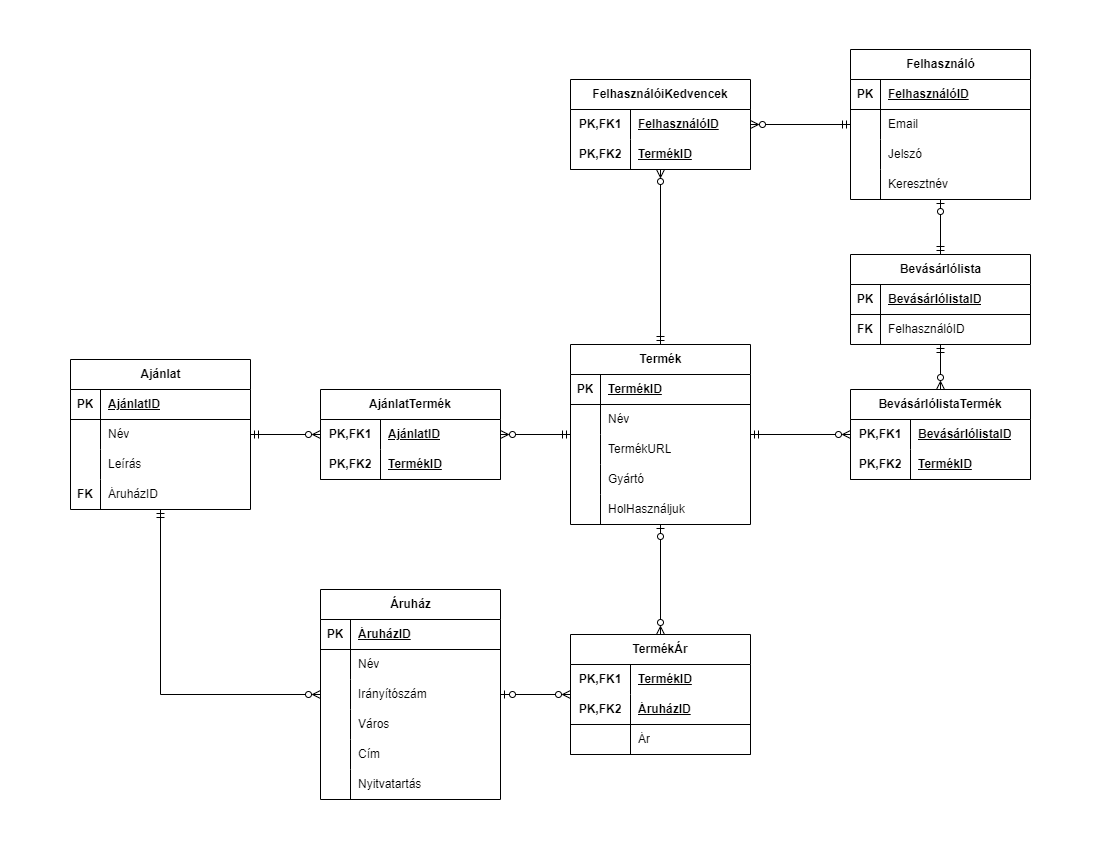 Felhasználó
PK FelhasználóID
Email
Jelszó
Keresztnév
FelhasználóiKedvencek
PK,FK1 FelhasználóID
PK,FK2 TermékID
Bevásárlólista
PK BevásárlólistaID
FK FelhasználóID
Termék
PK TermékID
Név
TermékURL
Gyártó
HolHasználjuk
Ajánlat
PK AjánlatID
Név
Leírás
FK ÁruházID
AjánlatTermék
PK,FK1 AjánlatID
PK,FK2 TermékID
BevásárlólistaTermék
PK,FK1 BevásárlólistaID
PK,FK2 TermékID
Áruház
PK ÁruházID
Név
Irányítószám
Város
Cím
Nyitvatartás
TermékÁr
PK,FK1 TermékID
PK,FK2 ÁruházID
Ár